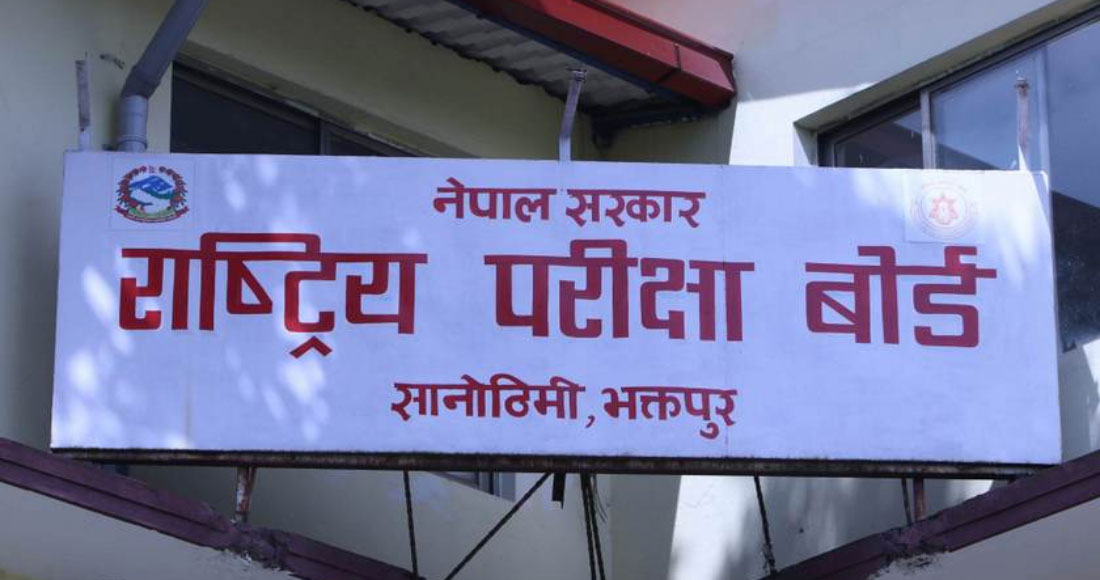 नेपाल सरकार
राष्ट्रिय परीक्षा बोर्ड
सानोठिमी, भक्तपुर